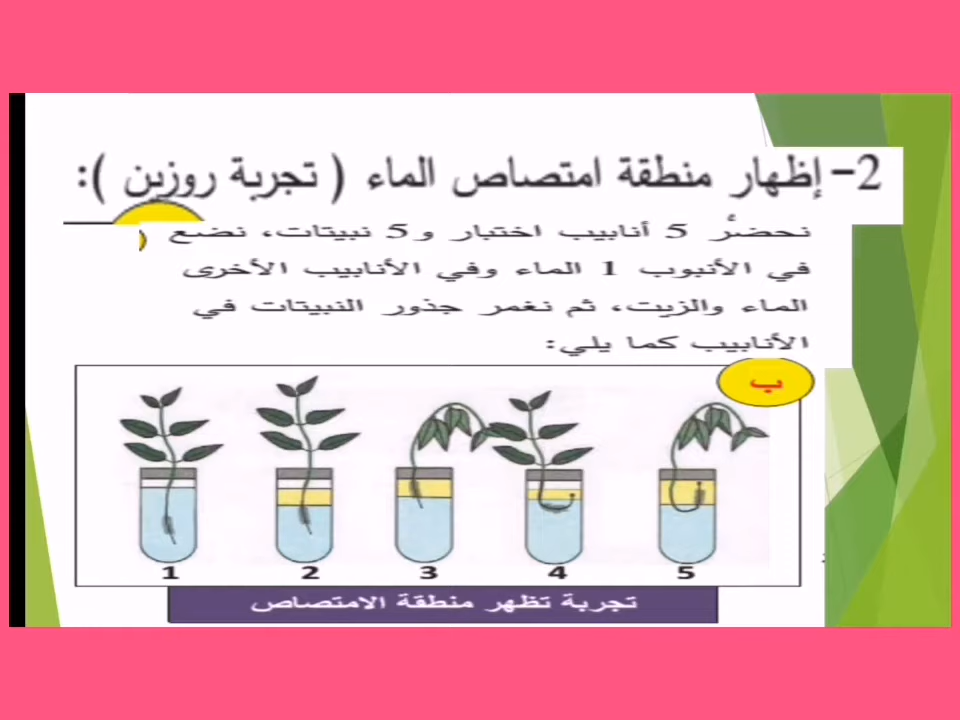 2- إظهار منطقة امتصاص الماء ( تجربة روزين ):
نحضرُ 5 أنابيب اختبار و5 نبيتات، نضع
في الأنبوب 1 الماء وفي الأنابيب الأخرى
الماء والزيت، ثم نغمر جذور النبيتات في
الأنابيب كما يلي:
ب
1 2 3 4 5
تجربة تظهر منطقة الامتصاص